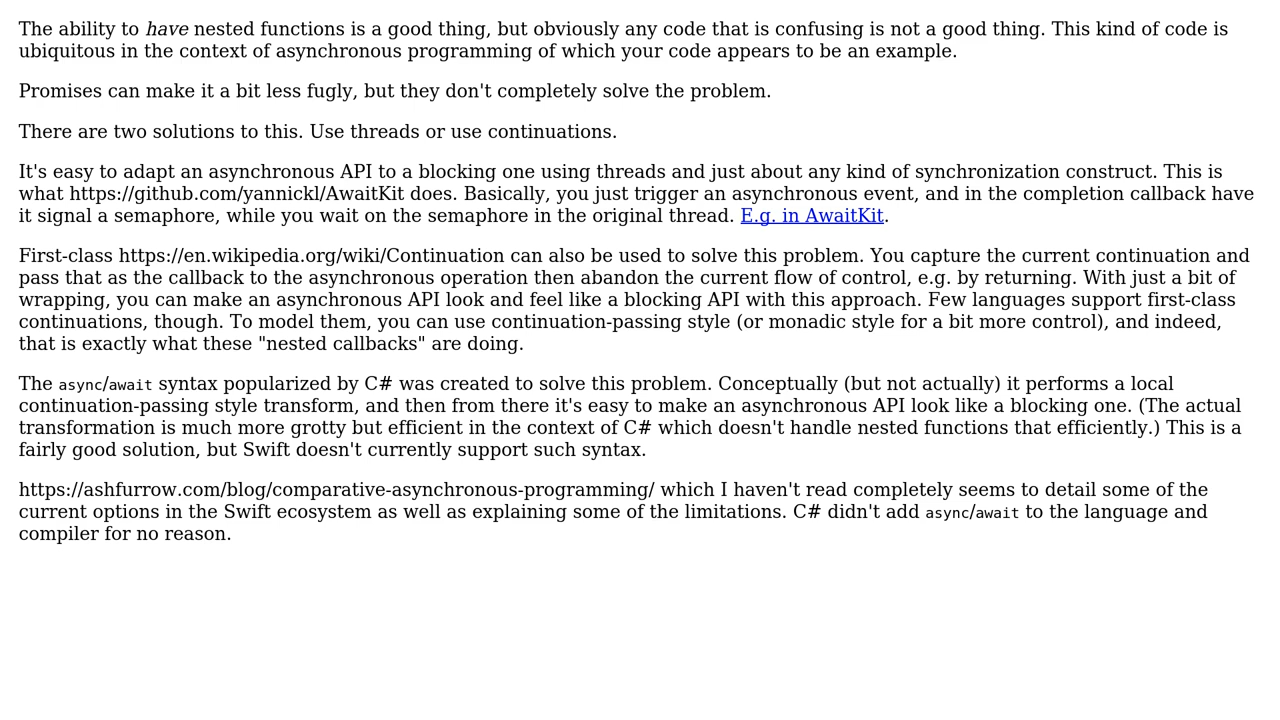 The ability to have nested functions is a good thing, but obviously any code that is confusing is not a good thing. This kind of code is
ubiquitous in the context of asynchronous programming of which your code appears to be an example.
Promises can make it a bit less fugly, but they don't completely solve the problem.
There are two solutions to this. Use threads or use continuations.
It's easy to adapt an asynchronous API to a blocking one using threads and just about any kind of synchronization construct. This is
what https://github.com/yannickl/AwaitKit does. Basically, you just trigger an asynchronous event, and in the completion callback have
it signal a semaphore, while you wait on the semaphore in the original thread. E.g. in AwaitKit.
First-class https://en.wikipedia.org/wiki/Continuation can also be used to solve this problem. You capture the current continuation and
pass that as the callback to the asynchronous operation then abandon the current flow of control, e.g. by returning. With just a bit of
wrapping, you can make an asynchronous API look and feel like a blocking API with this approach. Few languages support first-class
continuations, though. To model them, you can use continuation-passing style (or monadic style for a bit more control), and indeed,
that is exactly what these "nested callbacks" are doing.
The async/await syntax popularized by C# was created to solve this problem. Conceptually (but not actually) it performs a local
continuation-passing style transform, and then from there it's easy to make an asynchronous API look like a blocking one. (The actual
transformation is much more grotty but efficient in the context of C# which doesn't handle nested functions that efficiently.) This is a
fairly good solution, but Swift doesn't currently support such syntax.
https://ashfurrow.com/blog/comparative-asynchronous-programming/ which I haven't read completely seems to detail some of the
current options in the Swift ecosystem as well as explaining some of the limitations. C# didn't add async/await to the language and
compiler for no reason.